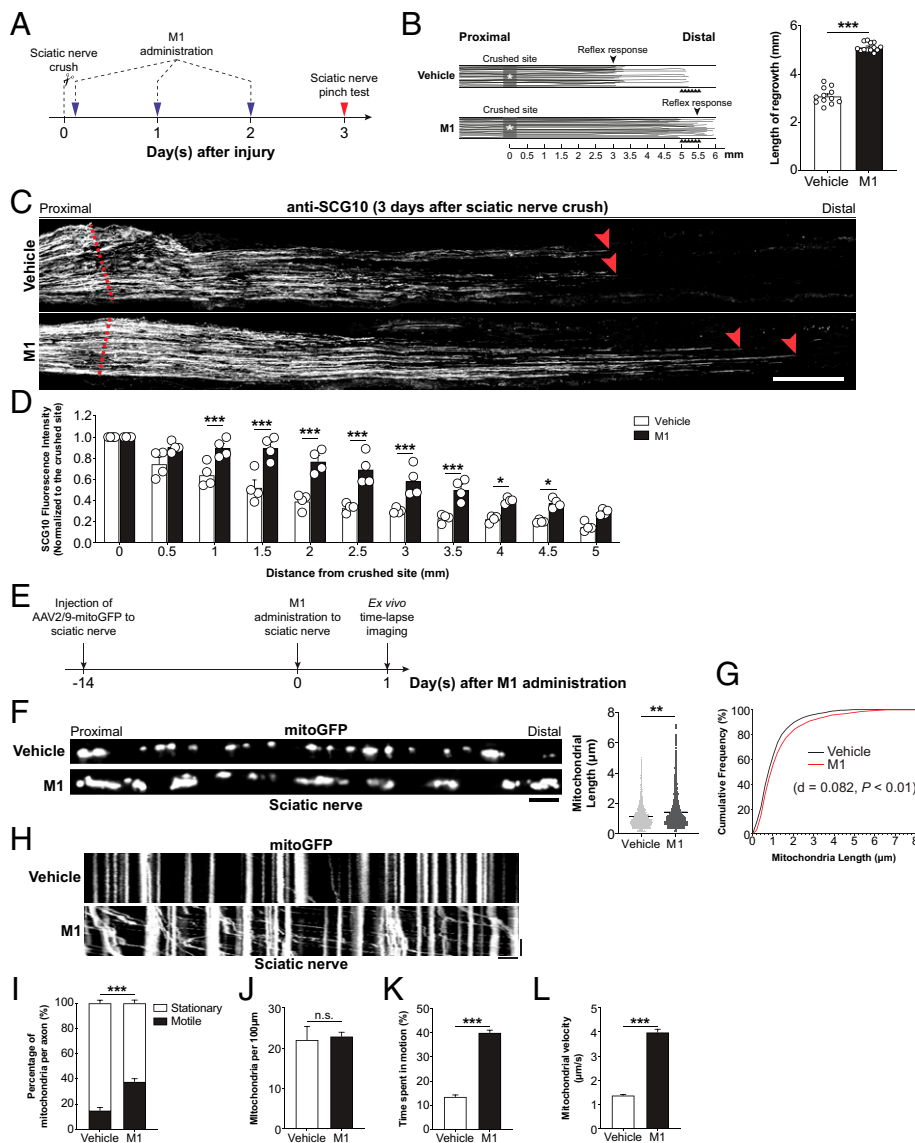 A
Sciatic nerve
crush
M1
administration
Sciatic nerve
pinch test
0 1 2 3
Day(s) after injury
B
Proximal Distal
Crushed site Reflex response
Vehicle
*
Crushed site Reflex response
M1
*
0 0.5 1 1.5 2 2.5 3 3.5 4 4.5 5 5.5 6 mm
Length of regrowth (mm)
6
4
2
0
***
Vehicle M1
C
Proximal anti-SCG10 (3 days after sciatic nerve crush) Distal
Vehicle
M1
D
SCG10 Fluorescence Intensity
(Normalized to the crushed site)
1.2
1.0
0.8
0.6
0.4
0.2
0.0
*** *** *** *** *** *** * *
Vehicle
M1
0 0.5 1 1.5 2 2.5 3 3.5 4 4.5 5
Distance from crushed site (mm)
E
Injection of
AAV2/9-mitoGFP to
sciatic nerve
M1
administration to
sciatic nerve
Ex vivo
time-lapse
imaging
-14 0 1
Day(s) after M1 administration
F
Proximal mitoGFP Distal
Vehicle
M1
Sciatic nerve
Mitochondrial
Length (µm)
8
6
4
2
0
**
Vehicle M1
G
Cumulative Frequency (%)
100
80
60
40
20
0
Vehicle
M1
(d = 0.082, P < 0.01)
0 1 2 3 4 5 6 7 8
Mitochondria Length (µm)
H
mitoGFP
Vehicle
M1
Sciatic nerve
I
Percentage of
mitochondria per axon (%)
100
80
60
40
20
0
***
Stationary
Motile
Vehicle M1
J
Mitochondria per 100µm
30
20
10
0
n.s.
Vehicle M1
K
Time spent in motion (%)
50
40
30
20
10
0
***
Vehicle M1
L
Mitochondrial velocity
(µm/s)
5
4
3
2
1
0
***
Vehicle M1